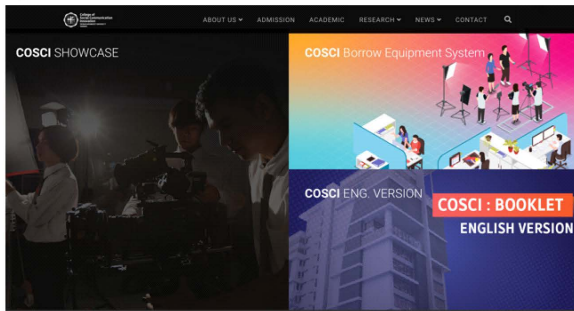 College of
Social Communication
Innovation
ABOUT US
ADMISSION
ACADEMIC
RESEARCH
NEWS
CONTACT
COSCI SHOWCASE
COSCI Borrow Equipment System
COSCI ENG. VERSION
COSCI : BOOKLET
ENGLISH VERSION